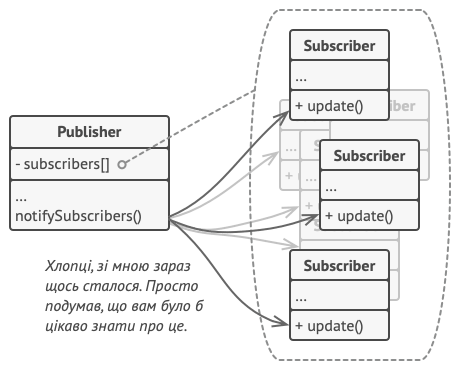 Publisher
- subscribers[]
...
notifySubscribers()
Хлопці, зі мною зараз
щось сталося. Просто
подумав, що вам було б
цікаво знати про це.
Subscriber
...
+ update()
Subscriber
...
+ update()
Subscriber
...
+ update()